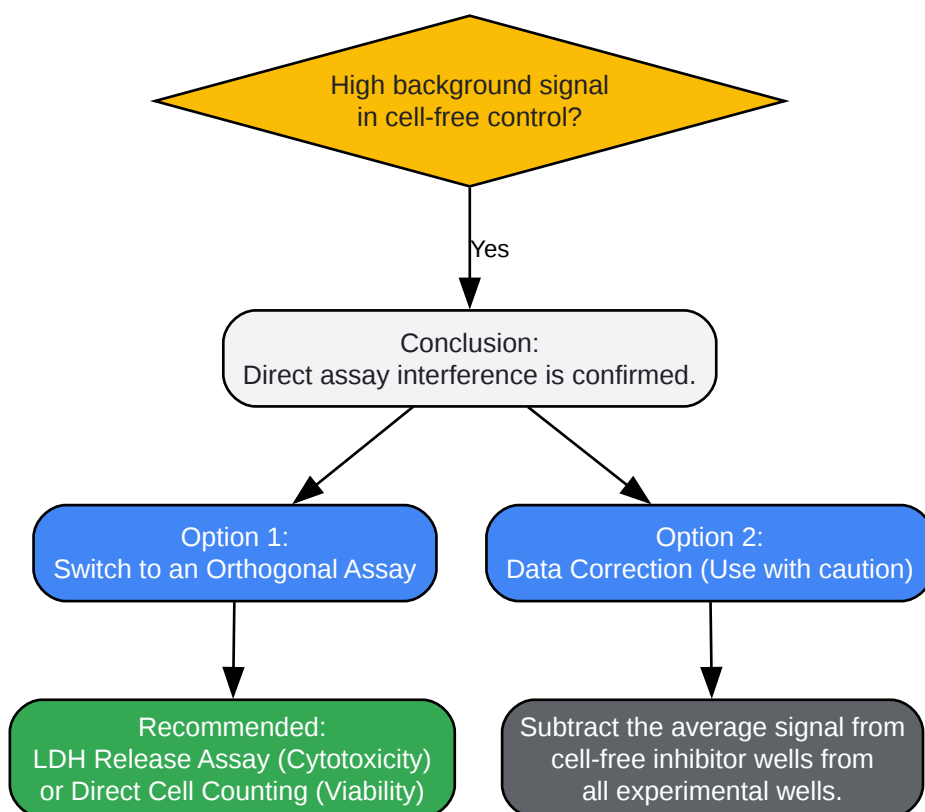 High background signal
in cell-free control?
Yes
Conclusion:
Direct assay interference is confirmed.
Option 1:
Switch to an Orthogonal Assay
Option 2:
Data Correction (Use with caution)
Recommended:
LDH Release Assay (Cytotoxicity)
or Direct Cell Counting (Viability)
Subtract the average signal from
cell-free inhibitor wells from
all experimental wells.